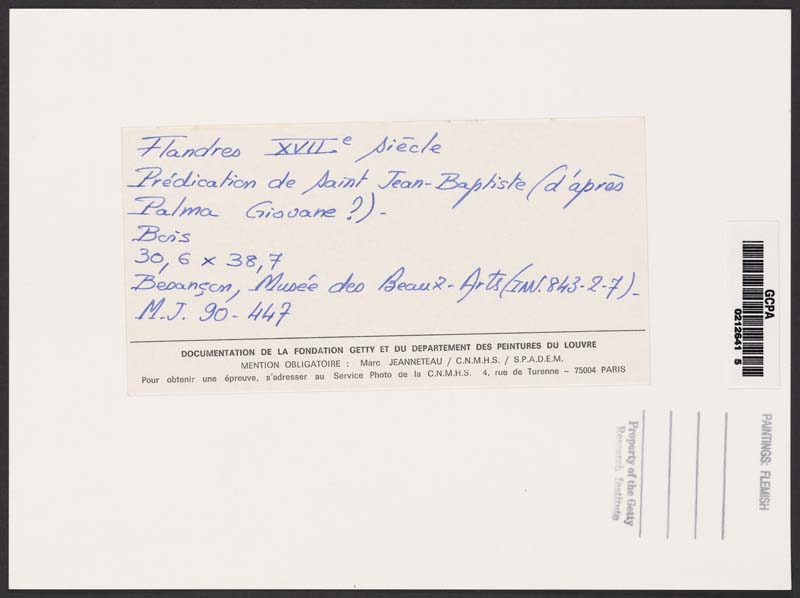 Flandres XVIIe siècle
Prédication de Saint Jean-Baptiste (d'après
Palma Giovane ?) -
Bois
30,6 x 38,7
Besançon, Musée des Beaux-Arts (INV. 843-2-7) -
M.J. 90-447
DOCUMENTATION DE LA FONDATION GETTY ET DU DEPARTEMENT DES PEINTURES DU LOUVRE
MENTION OBLIGATOIRE : Marc JEANNETEAU / C.N.M.H.S. / S.P.A.D.E.M.
Pour obtenir une épreuve, s'adresser au Service Photo de la C.N.M.H.S. 4, rue de Turenne -- 75004 PARIS
GCPA
0212641 5
PAINTINGS: FLEMISH
Property of the Getty
Research Institute